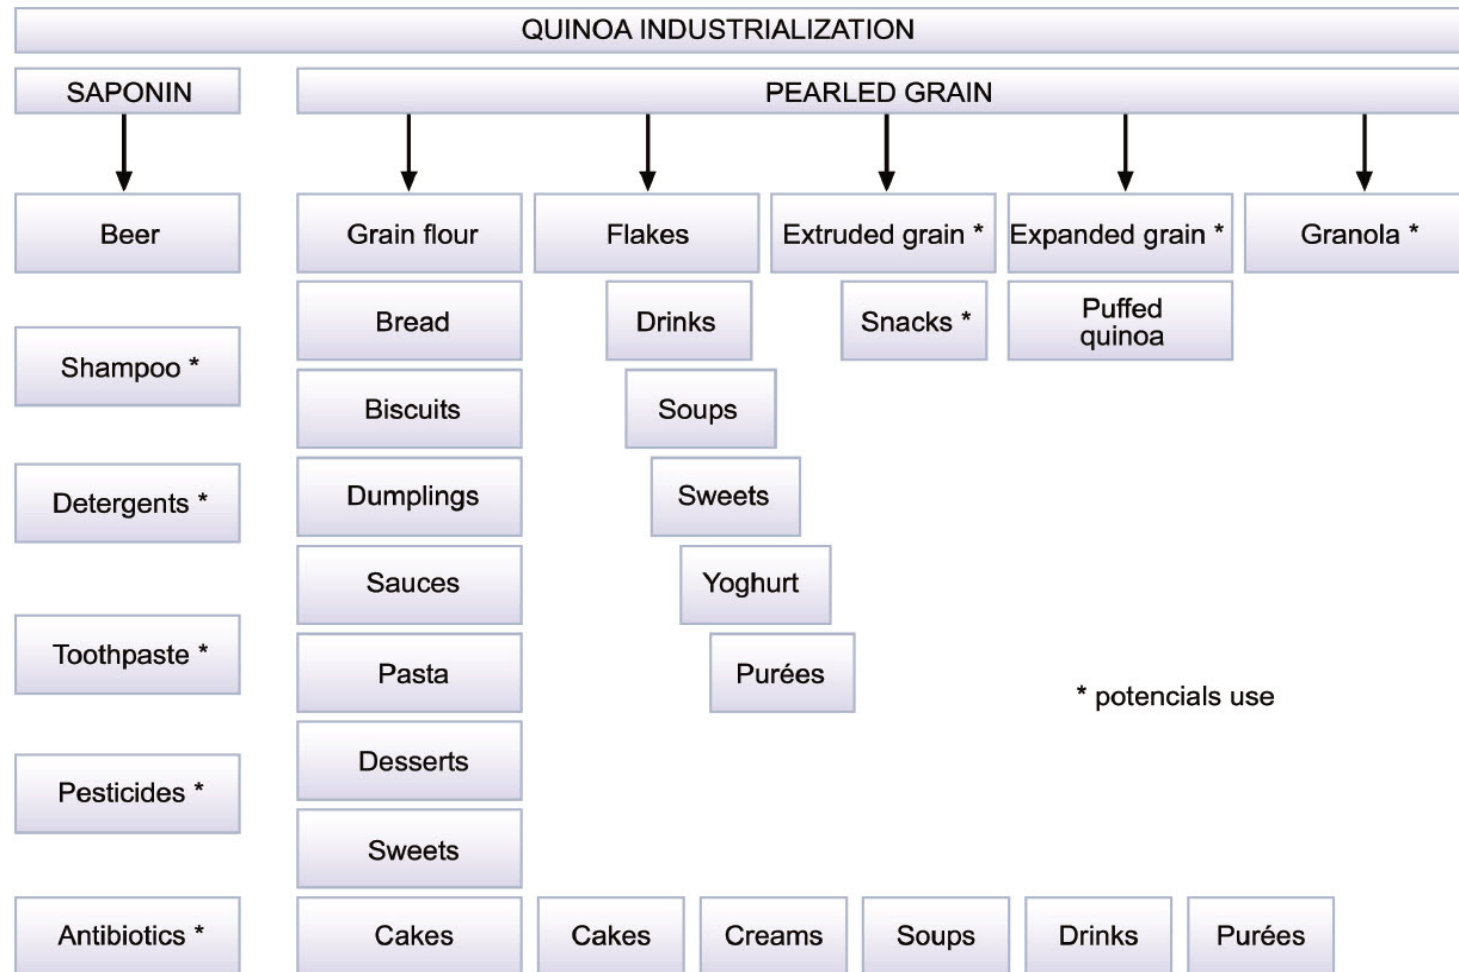 QUINOA INDUSTRIALIZATION
SAPONIN
PEARLED GRAIN
Beer
Grain flour
Flakes
Extruded grain *
Expanded grain *
Granola *
Bread
Drinks
Snacks *
Puffed
quinoa
Shampoo *
Biscuits
Soups
Detergents *
Dumplings
Sweets
Sauces
Yoghurt
Toothpaste *
Pasta
Purées
* potencials use
Desserts
Pesticides *
Sweets
Antibiotics *
Cakes
Cakes
Creams
Soups
Drinks
Purées